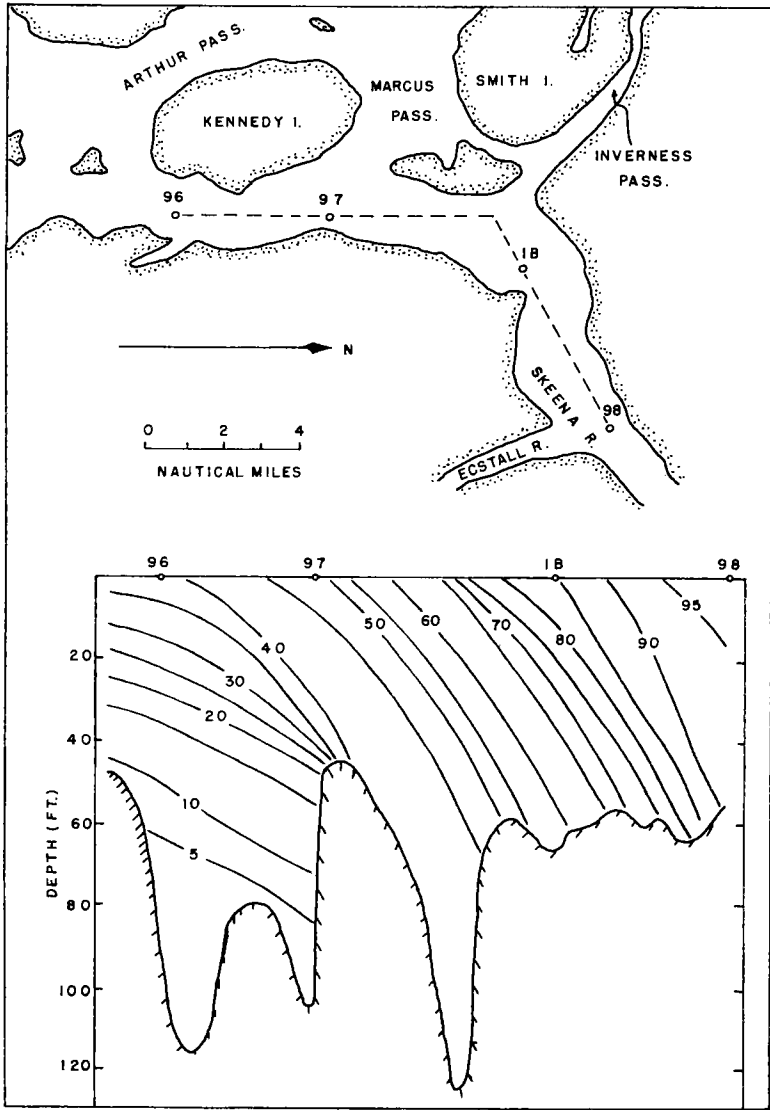 ARTHUR PASS.
MARCUS
PASS.
SMITH I.
KENNEDY I.
INVERNESS
PASS.
96
97
18
N
SKEENA R.
98
0 2 4
NAUTICAL MILES
ECSTALL R.
96 97 18 98
95
40
50
60
70
80
90
30
20
10
5
20
40
60
80
100
120
DEPTH (FT.)